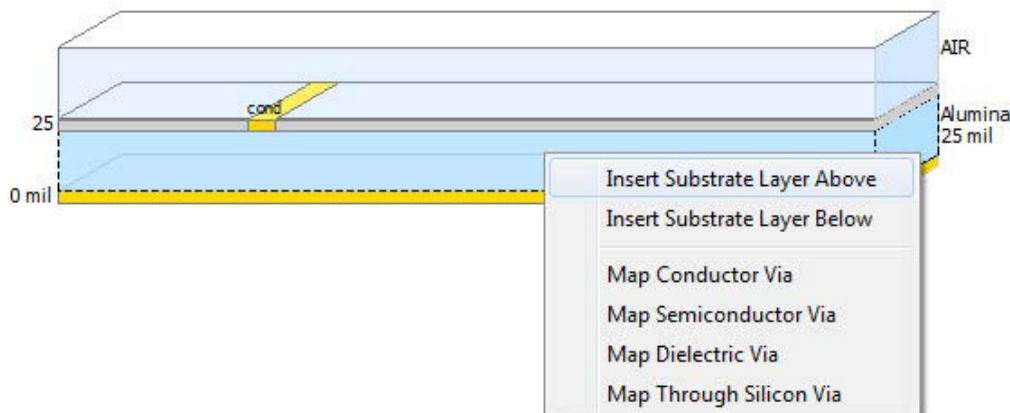 AIR
cond
25
Alumina
25 mil
0 mil
Insert Substrate Layer Above
Insert Substrate Layer Below
Map Conductor Via
Map Semiconductor Via
Map Dielectric Via
Map Through Silicon Via